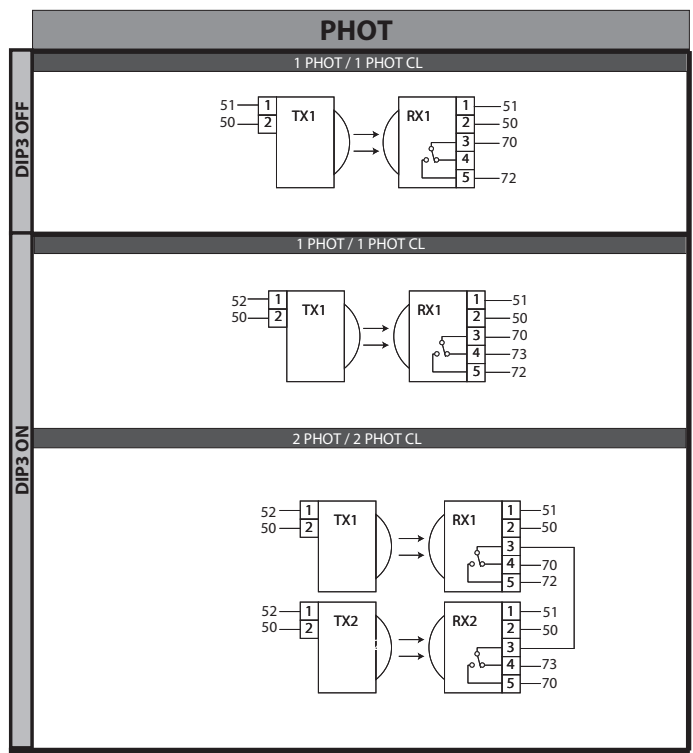 PHOT
DIP3 OFF
1 PHOT / 1 PHOT CL
51 1 TX1 RX1 1 51
50 2 2 50
3 70
4
5 72
DIP3 ON
1 PHOT / 1 PHOT CL
52 1 TX1 RX1 1 51
50 2 2 50
3 70
4 73
5 72
2 PHOT / 2 PHOT CL
52 1 TX1 RX1 1 51
50 2 2 50
3
4 70
5 72
52 1 TX2 RX2 1 51
50 2 2 50
3
4 73
5 70